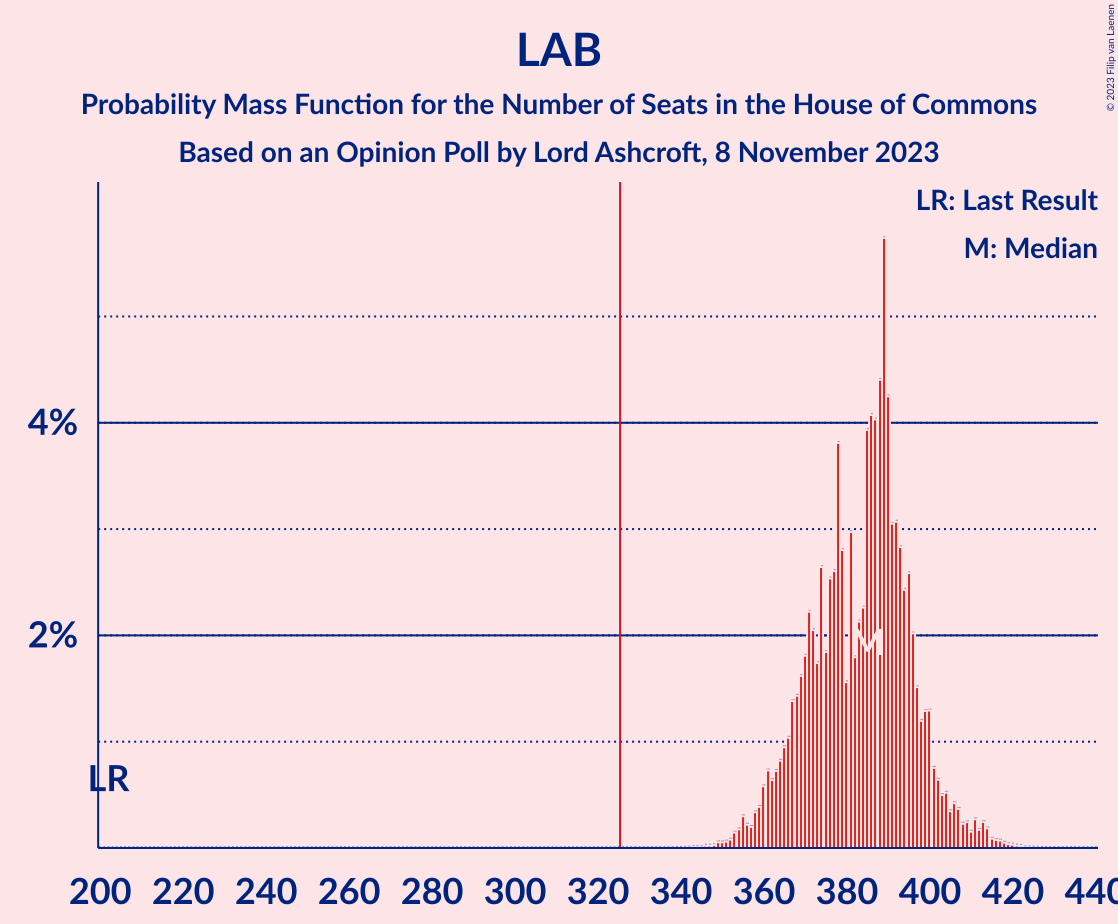 LAB
Probability Mass Function for the Number of Seats in the House of Commons
Based on an Opinion Poll by Lord Ashcroft, 8 November 2023
© 2023 Filip van Laenen
LR: Last Result
M: Median
4%
2%
M
LR
200 220 240 260 280 300 320 340 360 380 400 420 440